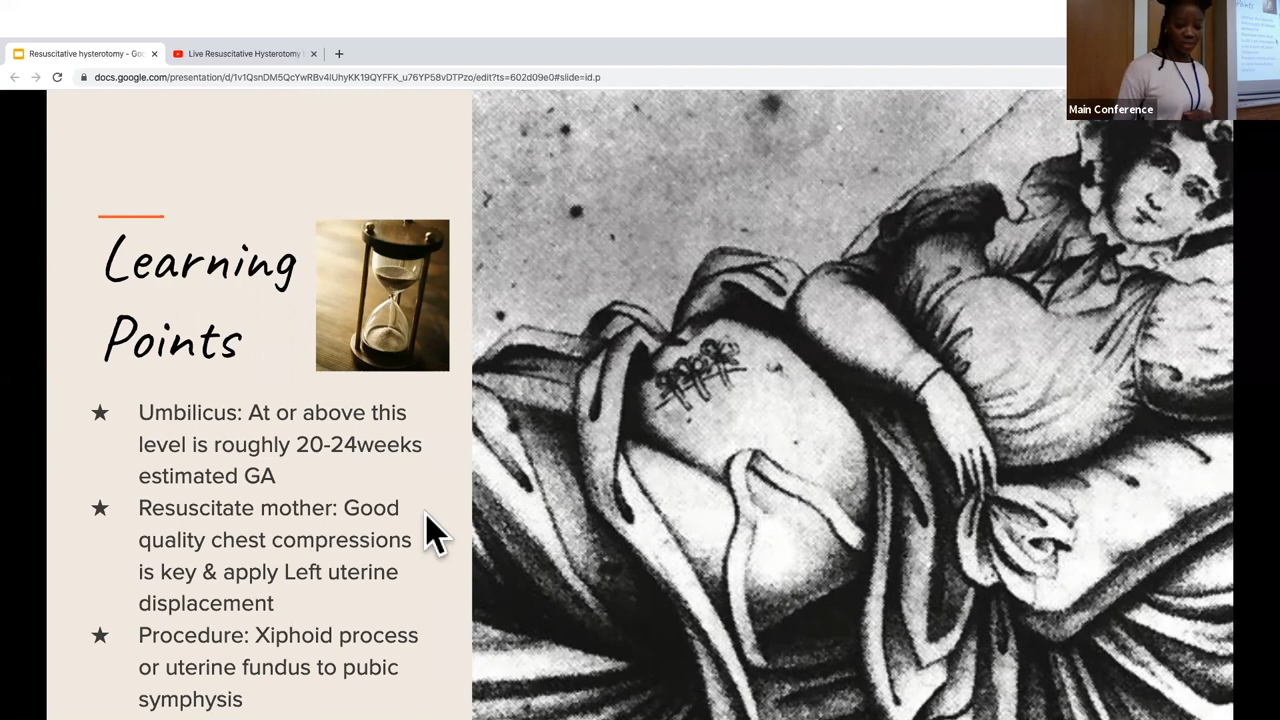 Resuscitative hysterotomy - Goo
Live Resuscitative Hysterotomy
docs.google.com/presentation/d/1v1QsnDM5QcYwRBv4IUhyKK19QYFFK_u76YP58vDTPzo/edit?ts=602d09e0#slide=id.p
Main Conference
Learning
Points
★ Umbilicus: At or above this
level is roughly 20-24weeks
estimated GA
★ Resuscitate mother: Good
quality chest compressions
is key & apply Left uterine
displacement
★ Procedure: Xiphoid process
or uterine fundus to pubic
symphysis